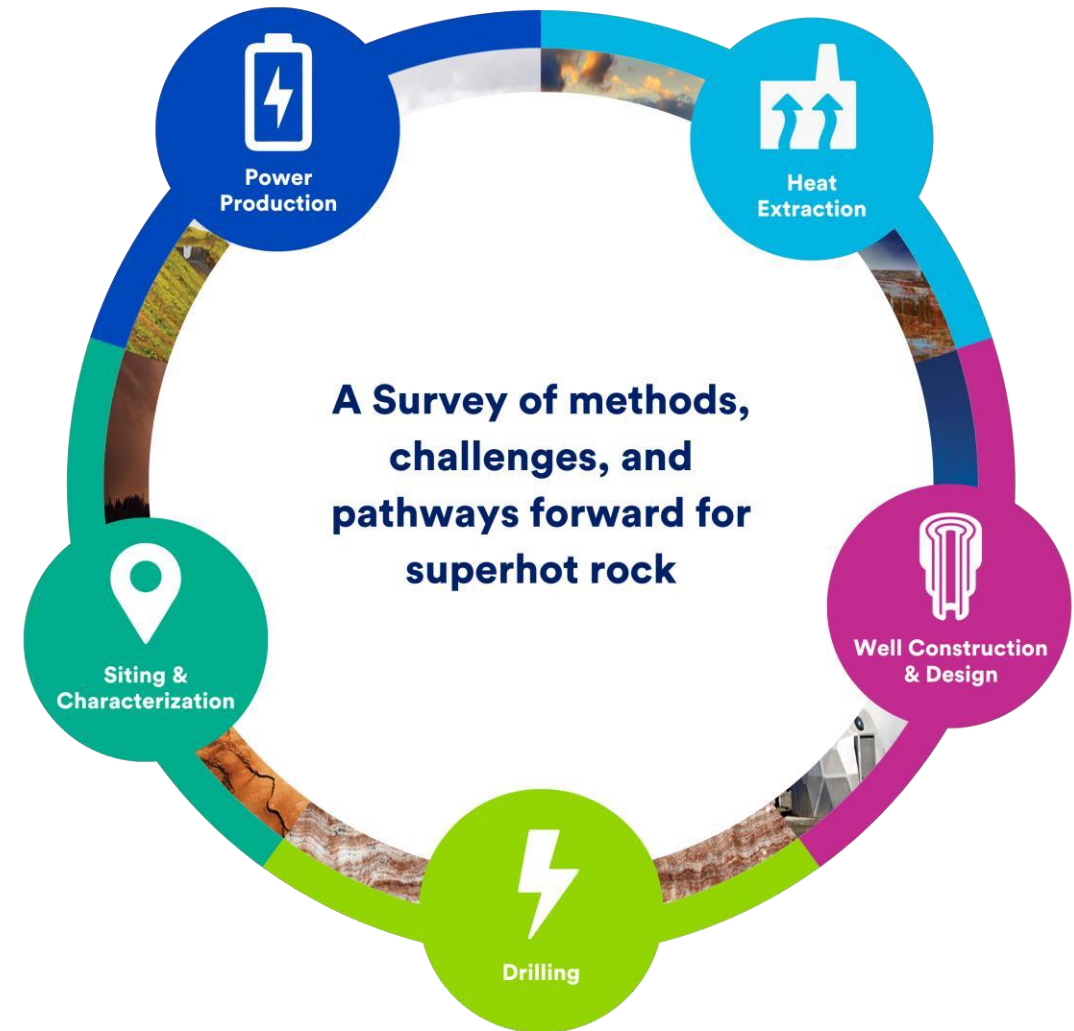 Power
Production
Heat
Extraction
A Survey of methods,
challenges, and
pathways forward for
superhot rock
Siting &
Characterization
Well Construction
& Design
Drilling